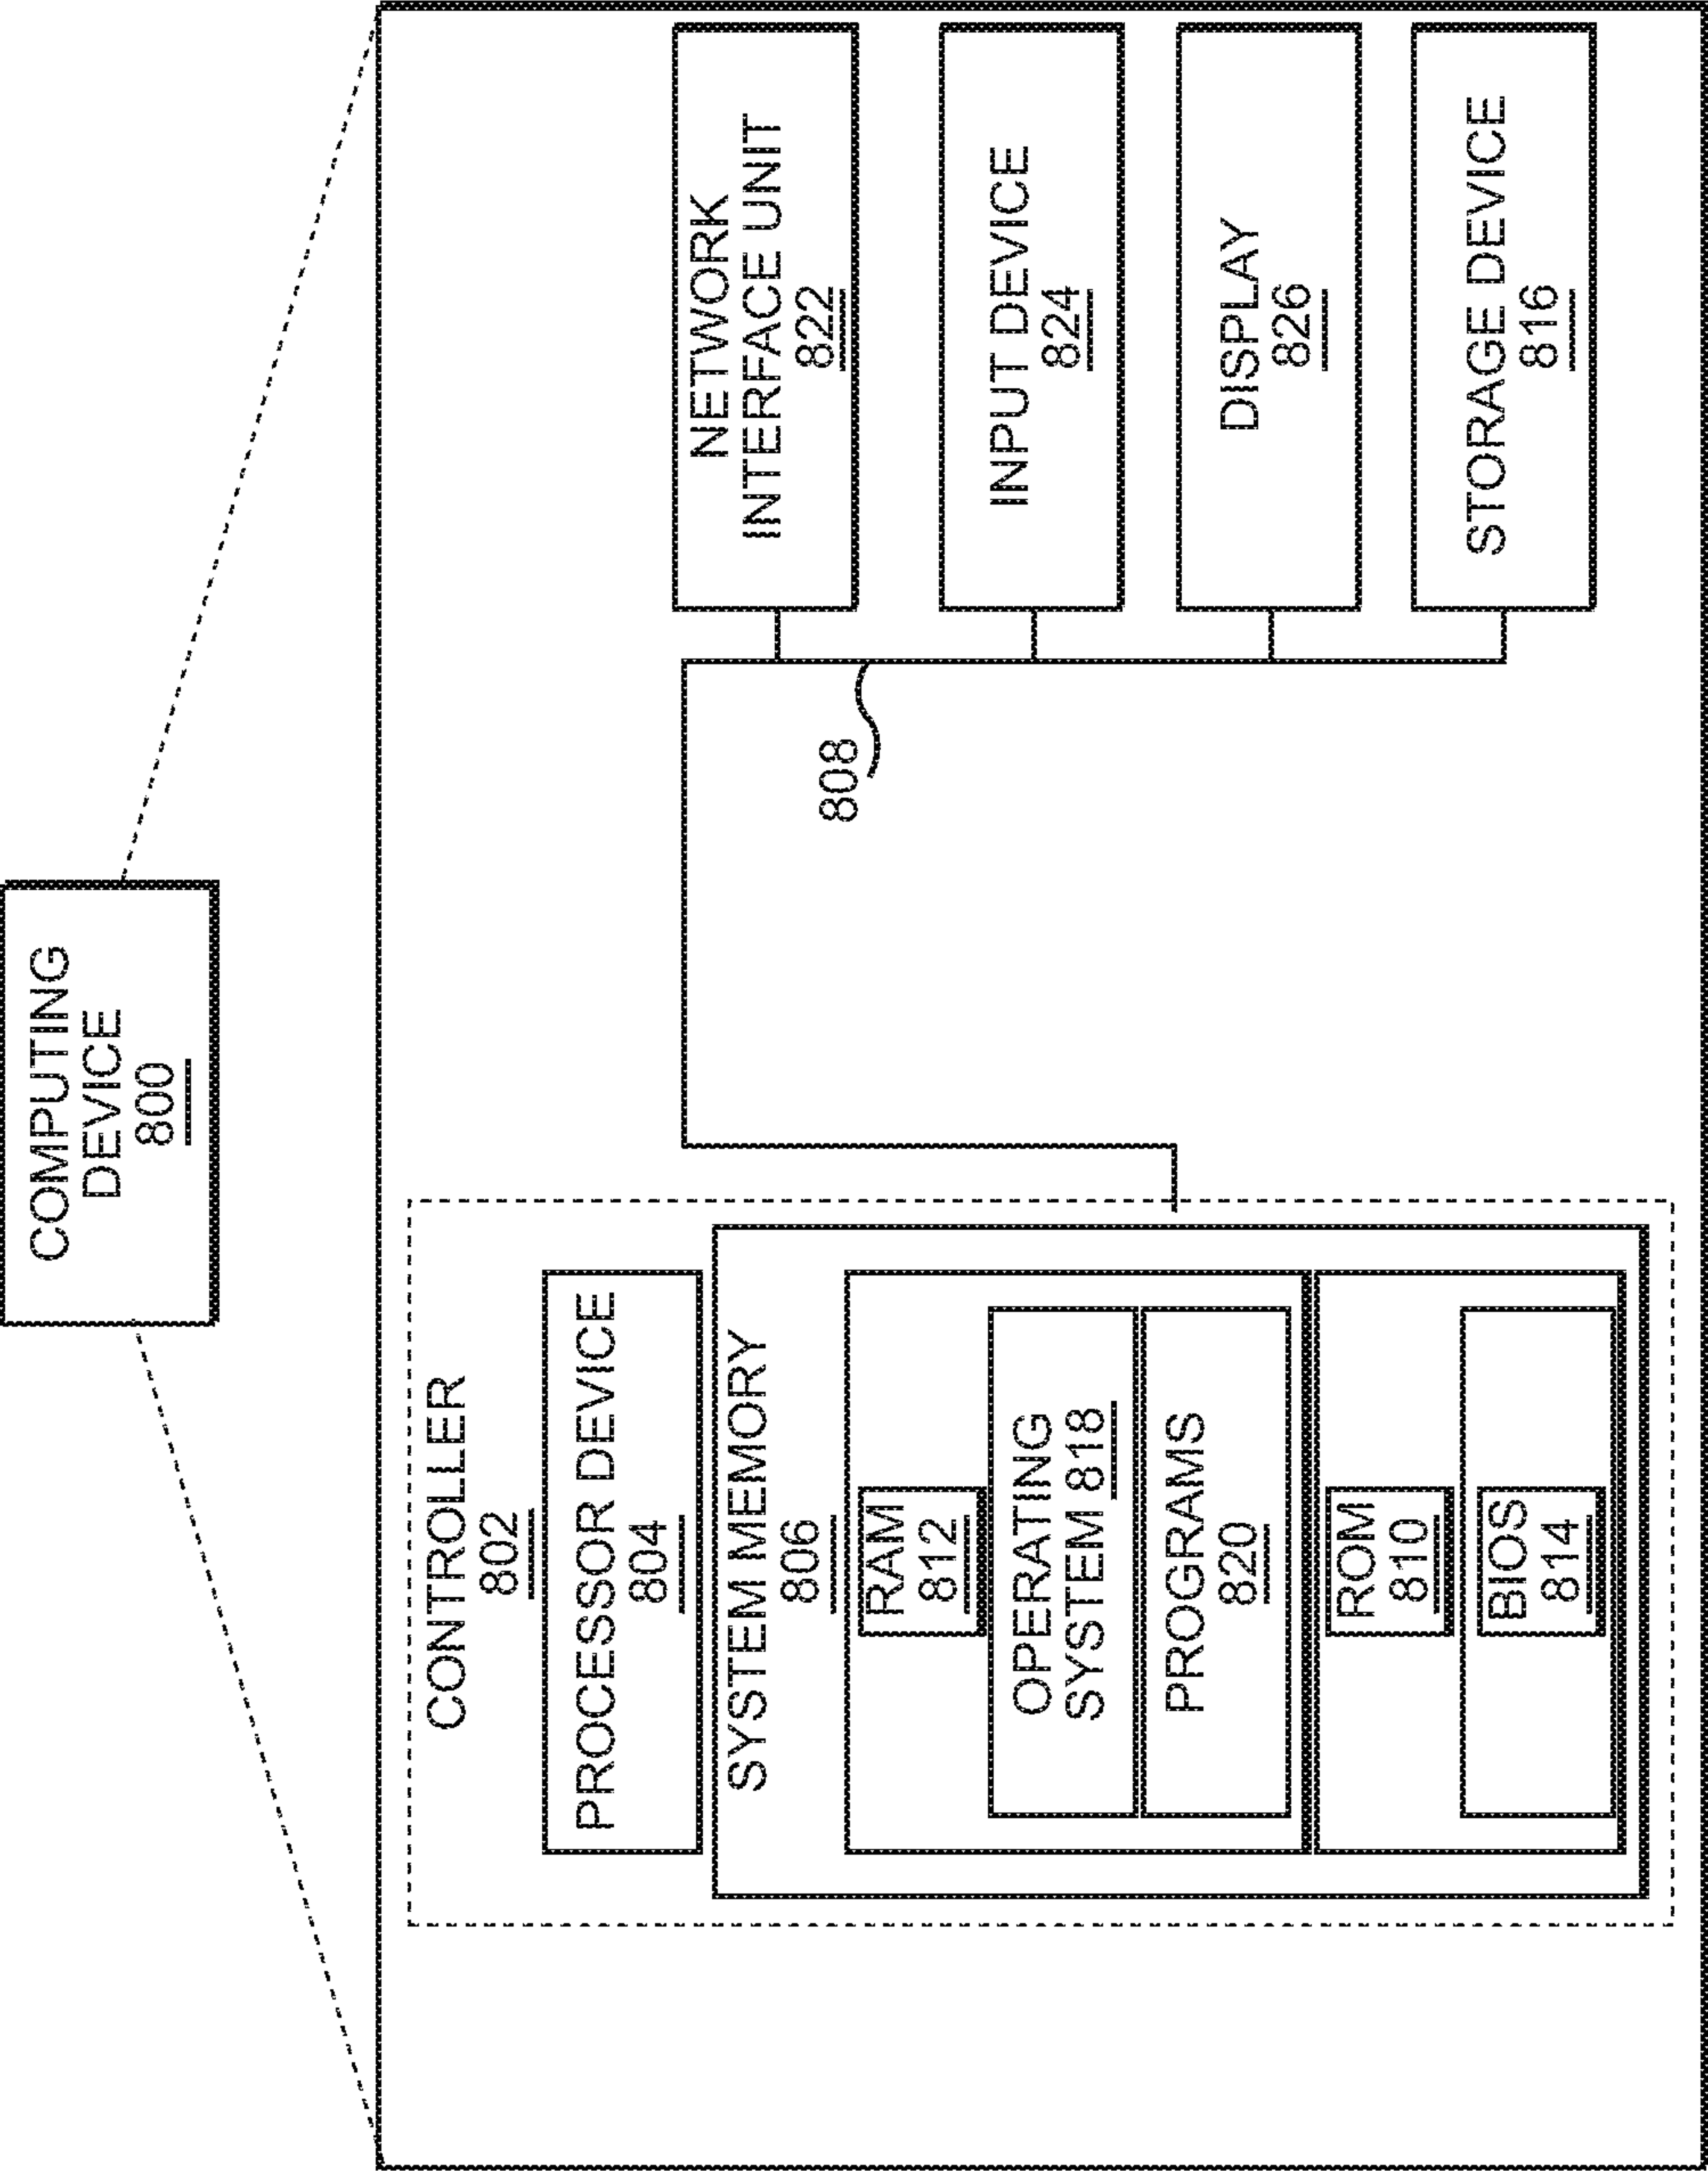 COMPUTING
DEVICE
800
CONTROLLER
802
PROCESSOR DEVICE
804
SYSTEM MEMORY
806
RAM
812
OPERATING
SYSTEM 818
PROGRAMS
820
ROM
810
BIOS
814
808
NETWORK
INTERFACE UNIT
822
INPUT DEVICE
824
DISPLAY
826
STORAGE DEVICE
816